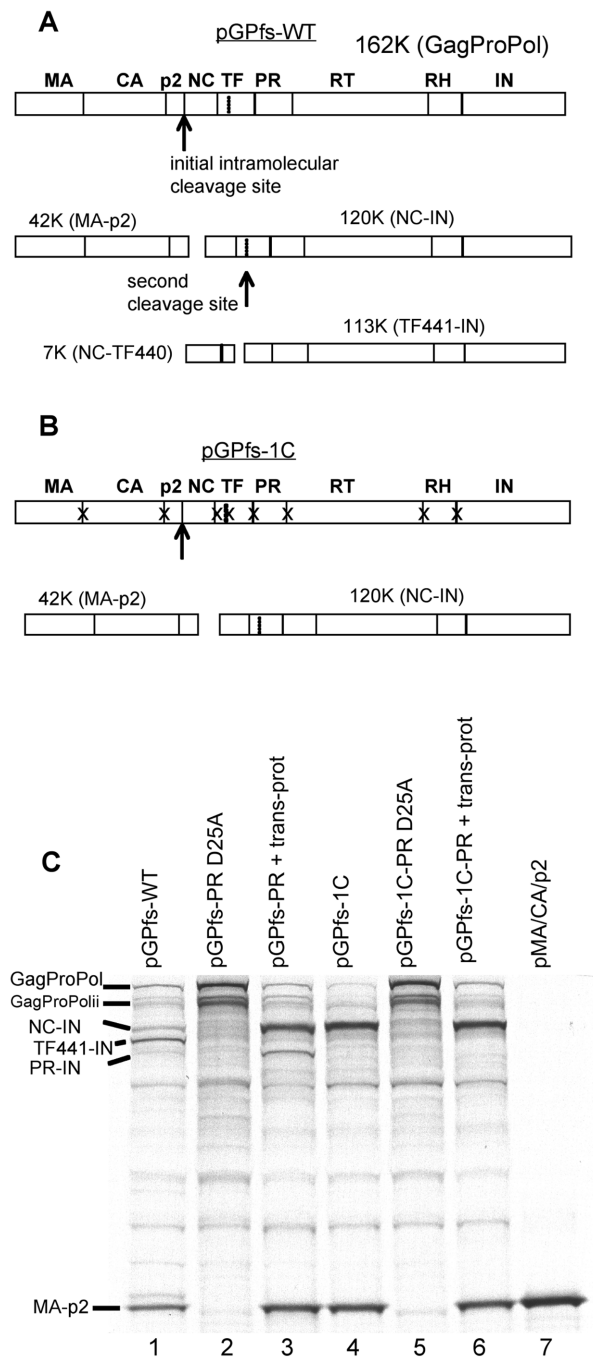 A
pGPfs-WT
162K (GagProPol)
MA CA p2 NC TF PR RT RH IN
initial intramolecular
cleavage site
42K (MA-p2) 120K (NC-IN)
second
cleavage site
113K (TF441-IN)
7K (NC-TF440)
B
pGPfs-1C
MA CA p2 NC TF PR RT RH IN
X X X X X X X X
42K (MA-p2) 120K (NC-IN)
C
pGPfs-WT
pGPfs-PR D25A
pGPfs-PR + trans-prot
pGPfs-1C
pGPfs-1C-PR D25A
pGPfs-1C-PR + trans-prot
pMA/CA/p2
GagProPol
GagProPolii
NC-IN
TF441-IN
PR-IN
MA-p2
1 2 3 4 5 6 7